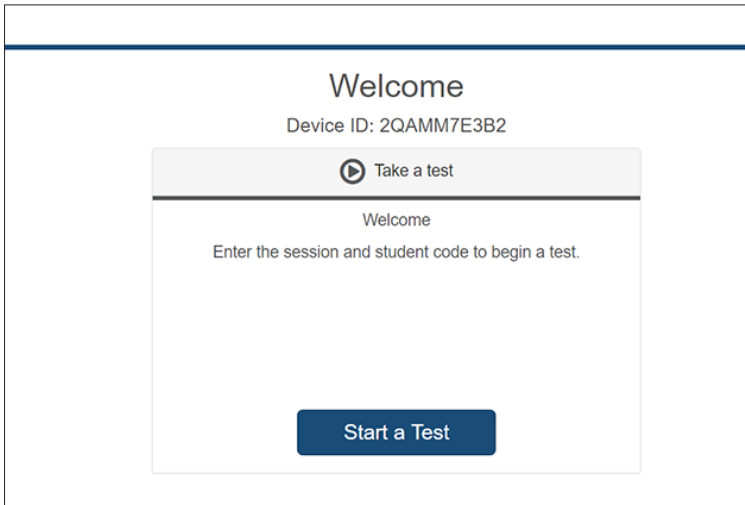 Welcome
Device ID: 2QAMM7E3B2
Take a test
Welcome
Enter the session and student code to begin a test.
Start a Test